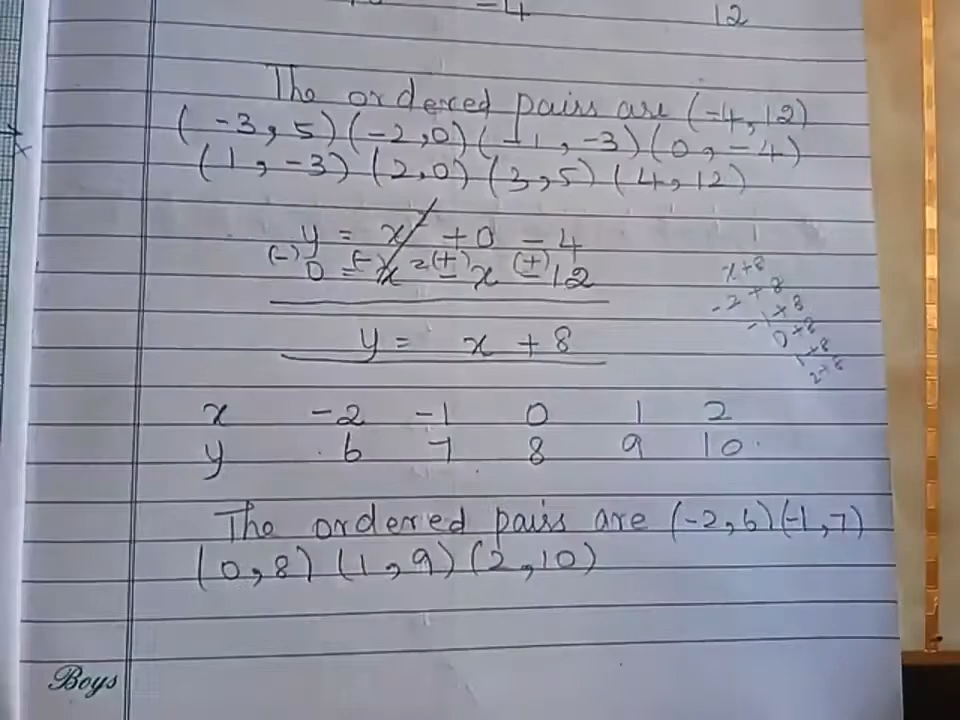 -4 12
The ordered pairs are (-4,12)
(-3,5)(-2,0)(-1,-3)(0,-4)
(1,-3)(2,0)(3,5)(4,12)
y = x² + 0 - 4
(-) 0 = (-) x² (+) - x (+) - 12
y = x + 8
x+8
-2+8
-1+8
0+8
1+8
2+8
x -2 -1 0 1 2
y 6 7 8 9 10
The ordered pairs are (-2,6)(-1,7)
(0,8)(1,9)(2,10)
Boys